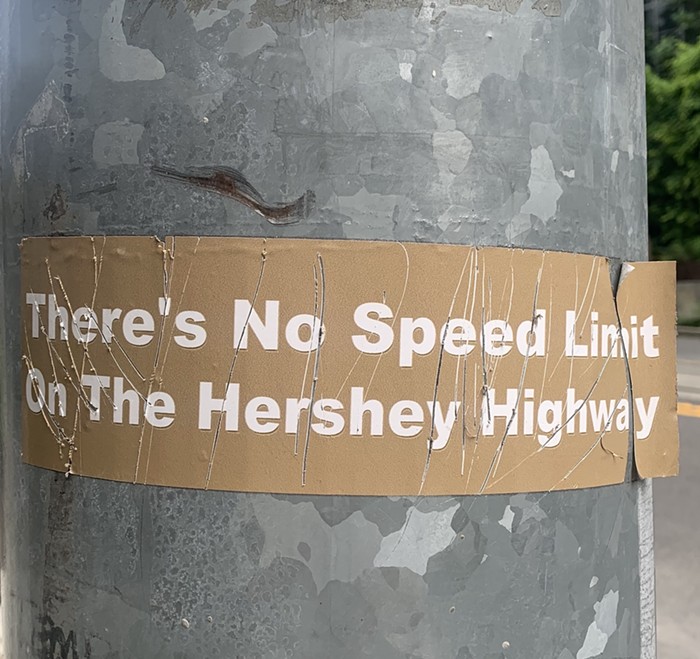 There's No Speed Limit
On The Hershey Highway